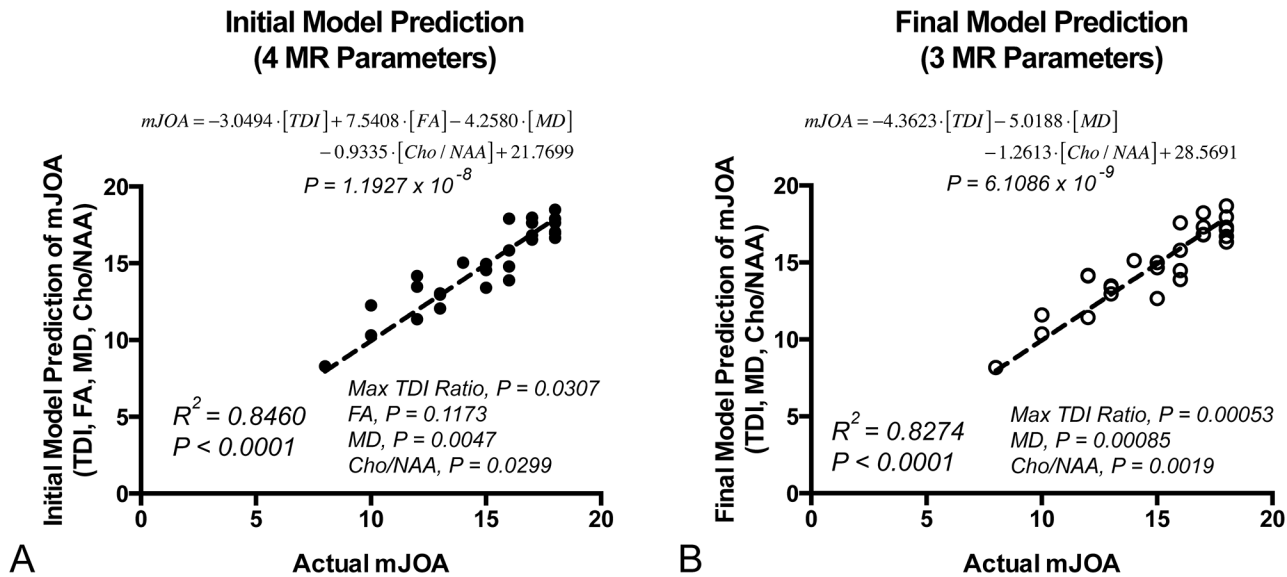 Initial Model Prediction
(4 MR Parameters)
mJOA = −3.0494·[TDI] + 7.5408·[FA] − 4.2580·[MD]
−0.9335·[Cho / NAA] + 21.7699
P = 1.1927 x 10^-8
Initial Model Prediction of mJOA
(TDI, FA, MD, Cho/NAA)
20
15
10
5
0
R^2 = 0.8460
P < 0.0001
Max TDI Ratio, P = 0.0307
FA, P = 0.1173
MD, P = 0.0047
Cho/NAA, P = 0.0299
0 5 10 15 20
Actual mJOA
A
Final Model Prediction
(3 MR Parameters)
mJOA = −4.3623·[TDI] − 5.0188·[MD]
−1.2613·[Cho / NAA] + 28.5691
P = 6.1086 x 10^-9
Final Model Prediction of mJOA
(TDI, MD, Cho/NAA)
20
15
10
5
0
R^2 = 0.8274
P < 0.0001
Max TDI Ratio, P = 0.00053
MD, P = 0.00085
Cho/NAA, P = 0.0019
0 5 10 15 20
Actual mJOA
B